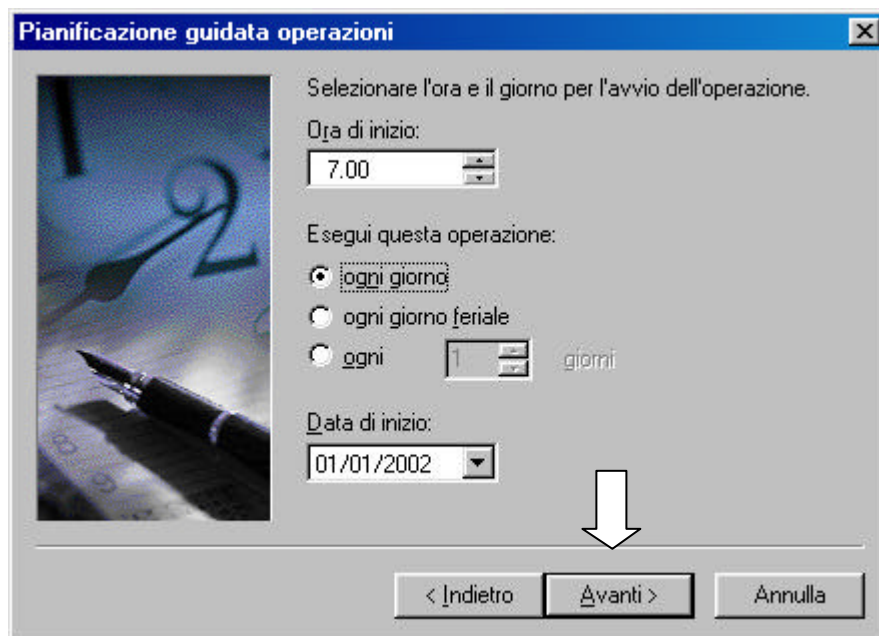 Pianificazione guidata operazioni
Selezionare l'ora e il giorno per l'avvio dell'operazione.
Ora di inizio:
7.00
Esegui questa operazione:
ogni giorno
ogni giorno feriale
ogni 1 giorni
Data di inizio:
01/01/2002
< Indietro Avanti > Annulla